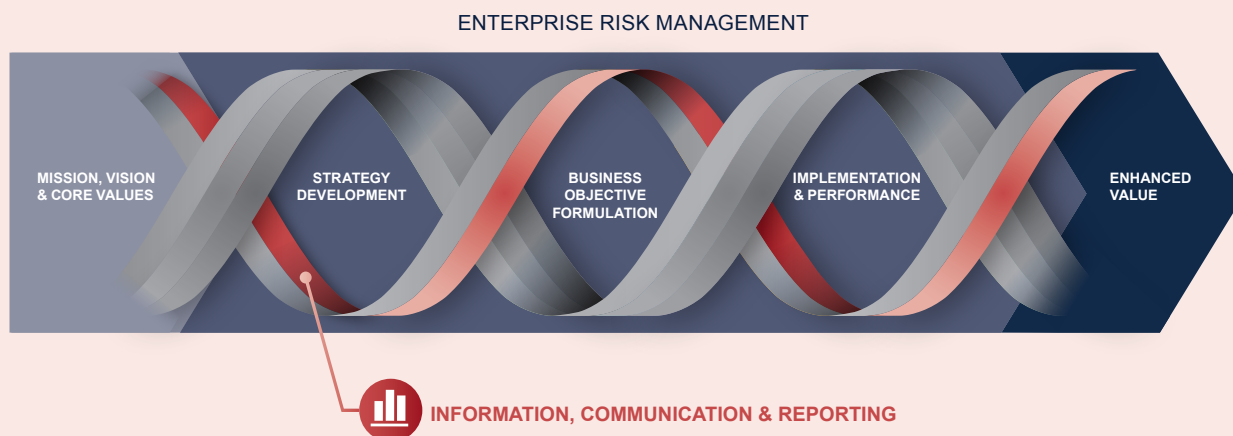 ENTERPRISE RISK MANAGEMENT
MISSION, VISION
& CORE VALUES
STRATEGY
DEVELOPMENT
BUSINESS
OBJECTIVE
FORMULATION
IMPLEMENTATION
& PERFORMANCE
ENHANCED
VALUE
INFORMATION, COMMUNICATION & REPORTING